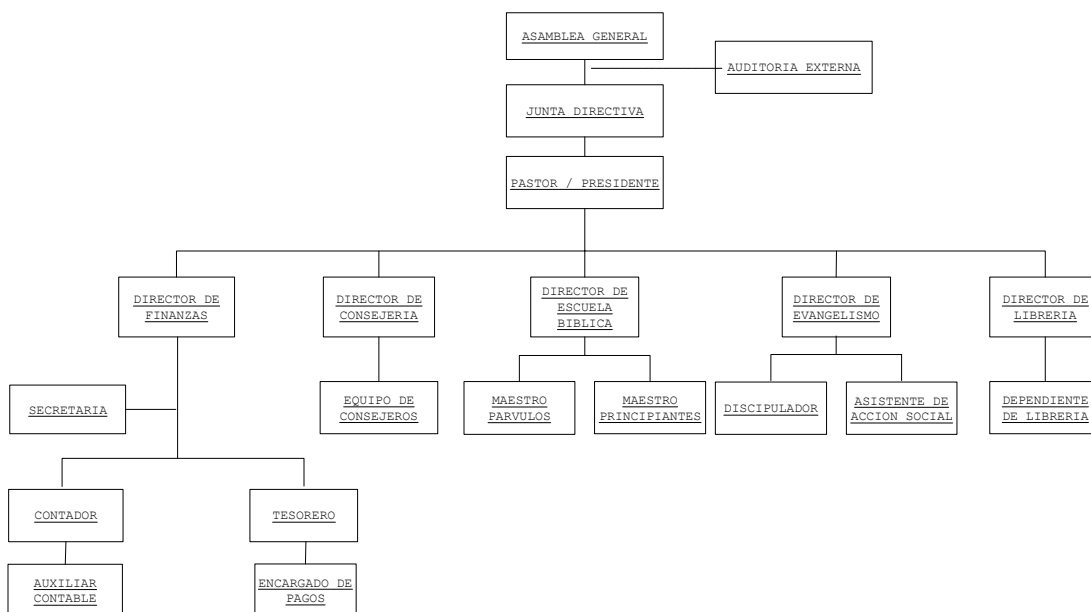 ASAMBLEA GENERAL
AUDITORIA EXTERNA
JUNTA DIRECTIVA
PASTOR / PRESIDENTE
DIRECTOR DE
FINANZAS
DIRECTOR DE
CONSEJERIA
DIRECTOR DE
ESCUELA
BIBLICA
DIRECTOR DE
EVANGELISMO
DIRECTOR DE
LIBRERIA
SECRETARIA
EQUIPO DE
CONSEJEROS
MAESTRO
PARVULOS
MAESTRO
PRINCIPIANTES
DISCIPULADOR
ASISTENTE DE
ACCION SOCIAL
DEPENDIENTE
DE LIBRERIA
CONTADOR
TESORERO
AUXILIAR
CONTABLE
ENCARGADO DE
PAGOS